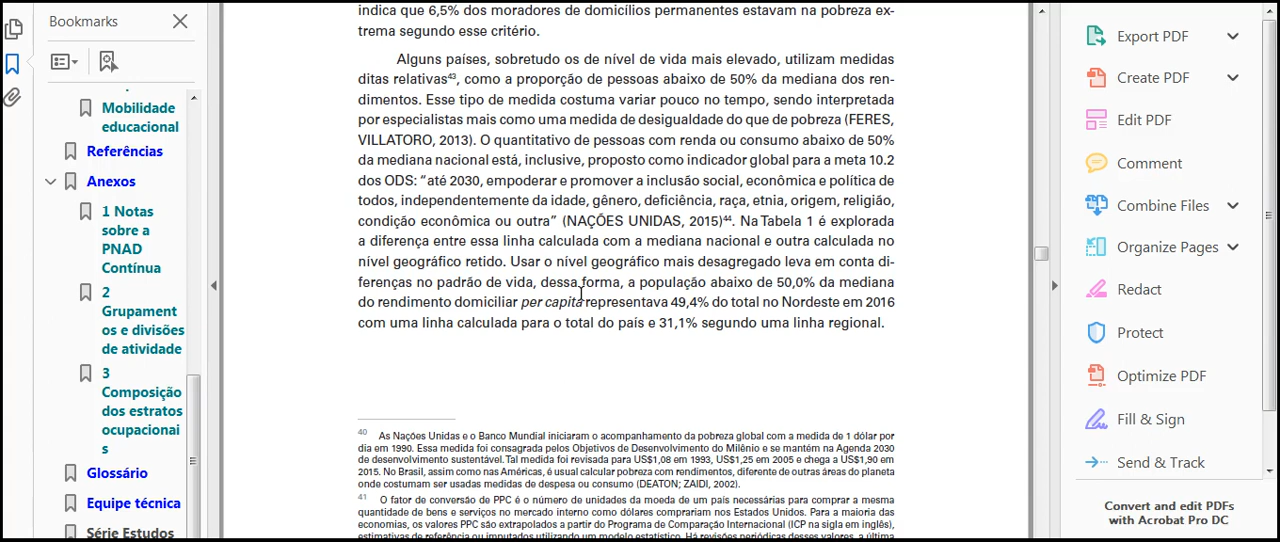 Bookmarks
Mobilidade
educacional
Referências
Anexos
1 Notas
sobre a
PNAD
Contínua
2
Grupament
os e divisões
de atividade
3
Composição
dos estratos
ocupacionai
s
Glossário
Equipe técnica
Série Estudos
indica que 6,5% dos moradores de domicílios permanentes estavam na pobreza ex-
trema segundo esse critério.
Alguns países, sobretudo os de nível de vida mais elevado, utilizam medidas
ditas relativas⁴³, como a proporção de pessoas abaixo de 50% da mediana dos ren-
dimentos. Esse tipo de medida costuma variar pouco no tempo, sendo interpretada
por especialistas mais como uma medida de desigualdade do que de pobreza (FERES,
VILLATORO, 2013). O quantitativo de pessoas com renda ou consumo abaixo de 50%
da mediana nacional está, inclusive, proposto como indicador global para a meta 10.2
dos ODS: “até 2030, empoderar e promover a inclusão social, econômica e política de
todos, independentemente da idade, gênero, deficiência, raça, etnia, origem, religião,
condição econômica ou outra” (NAÇÕES UNIDAS, 2015)⁴⁴. Na Tabela 1 é explorada
a diferença entre essa linha calculada com a mediana nacional e outra calculada no
nível geográfico retido. Usar o nível geográfico mais desagregado leva em conta di-
ferenças no padrão de vida, dessa forma, a população abaixo de 50,0% da mediana
do rendimento domiciliar per capita representava 49,4% do total no Nordeste em 2016
com uma linha calculada para o total do país e 31,1% segundo uma linha regional.
40 As Nações Unidas e o Banco Mundial iniciaram o acompanhamento da pobreza global com a medida de 1 dólar por
dia em 1990. Essa medida foi consagrada pelos Objetivos de Desenvolvimento do Milênio e se mantém na Agenda 2030
de desenvolvimento sustentável. Tal medida foi revisada para US$1,08 em 1993, US$1,25 em 2005 e chega a US$1,90 em
2015. No Brasil, assim como nas Américas, é usual calcular pobreza com rendimentos, diferente de outras áreas do planeta
onde costumam ser usadas medidas de despesa ou consumo (DEATON; ZAIDI, 2002).
41 O fator de conversão de PPC é o número de unidades da moeda de um país necessárias para comprar a mesma
quantidade de bens e serviços no mercado interno como dólares comprariam nos Estados Unidos. Para a maioria das
economias, os valores PPC são extrapolados a partir do Programa de Comparação Internacional (ICP na sigla em inglês),
estimativas de referência ou imputados utilizando um modelo estatístico. Há revisões periódicas desses valores, a última
Export PDF
Create PDF
Edit PDF
Comment
Combine Files
Organize Pages
Redact
Protect
Optimize PDF
Fill & Sign
Send & Track
Convert and edit PDFs
with Acrobat Pro DC